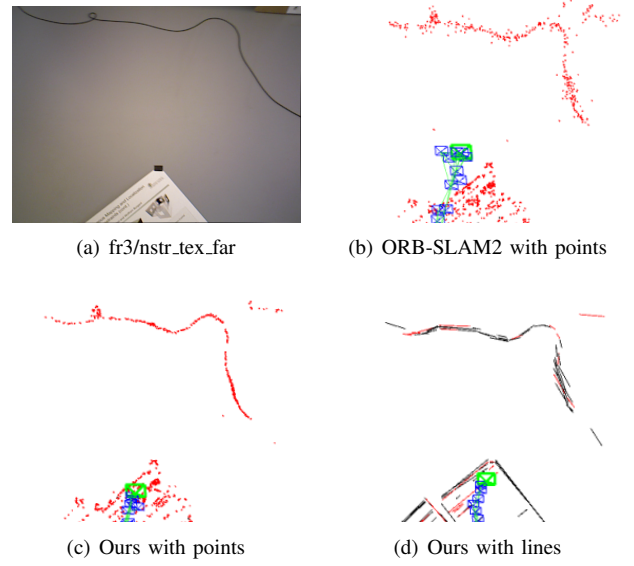 (a) fr3/nstr_tex_far
(b) ORB-SLAM2 with points
(c) Ours with points
(d) Ours with lines